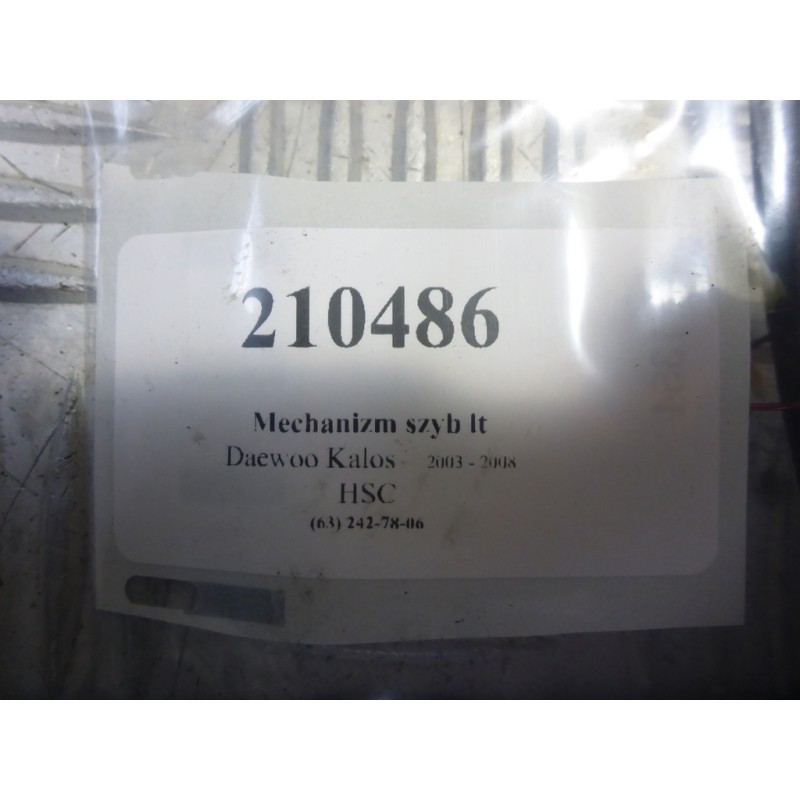 210486
Mechanizm szyb lt
Daewoo Kalos 2003 - 2008
HSC
(63) 242-78-06